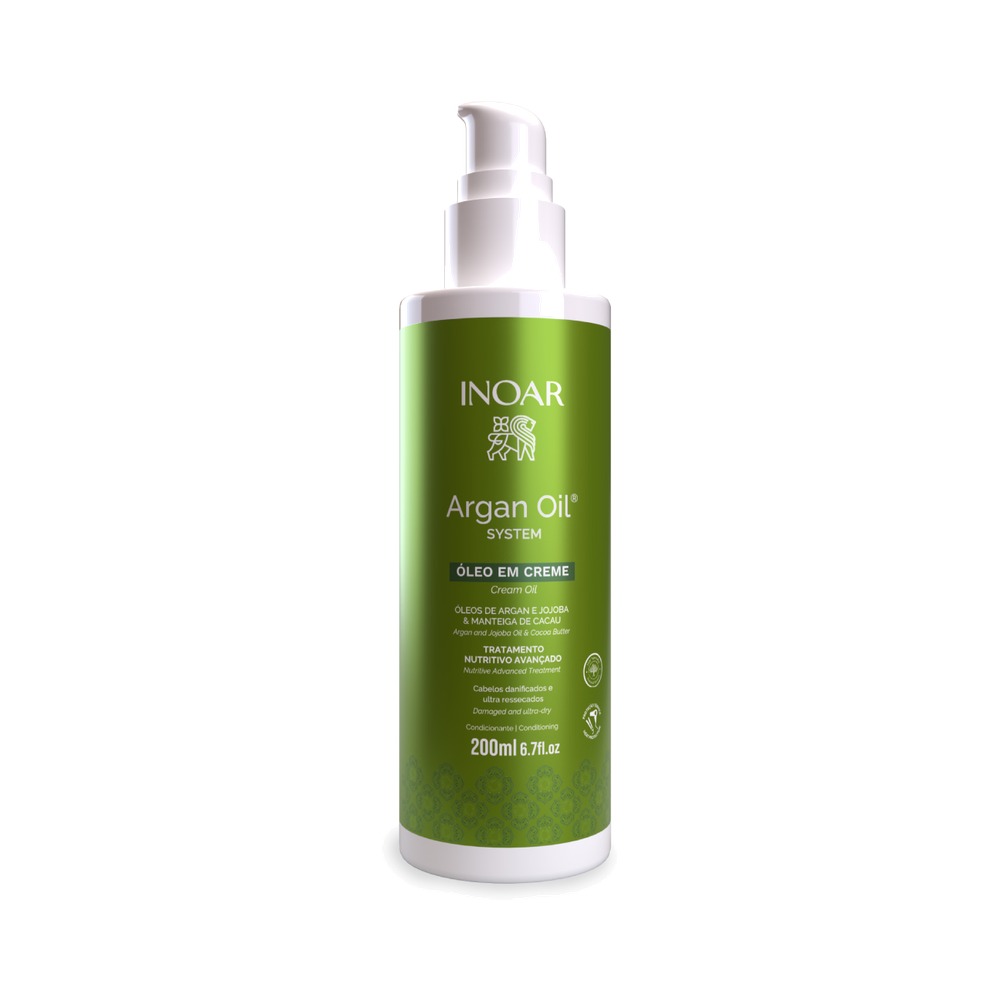 INOAR
Argan Oil®
SYSTEM
ÓLEO EM CREME
Cream Oil
ÓLEOS DE ARGAN E JOJOBA
& MANTEIGA DE CACAU
Argan and Jojoba Oil & Cocoa Butter
TRATAMENTO
NUTRITIVO AVANÇADO
Nutritive Advanced Treatment
Cabelos danificados e
ultra ressecados
Damaged and ultra-dry
Condicionante | Conditioning
200ml 6.7fl.oz